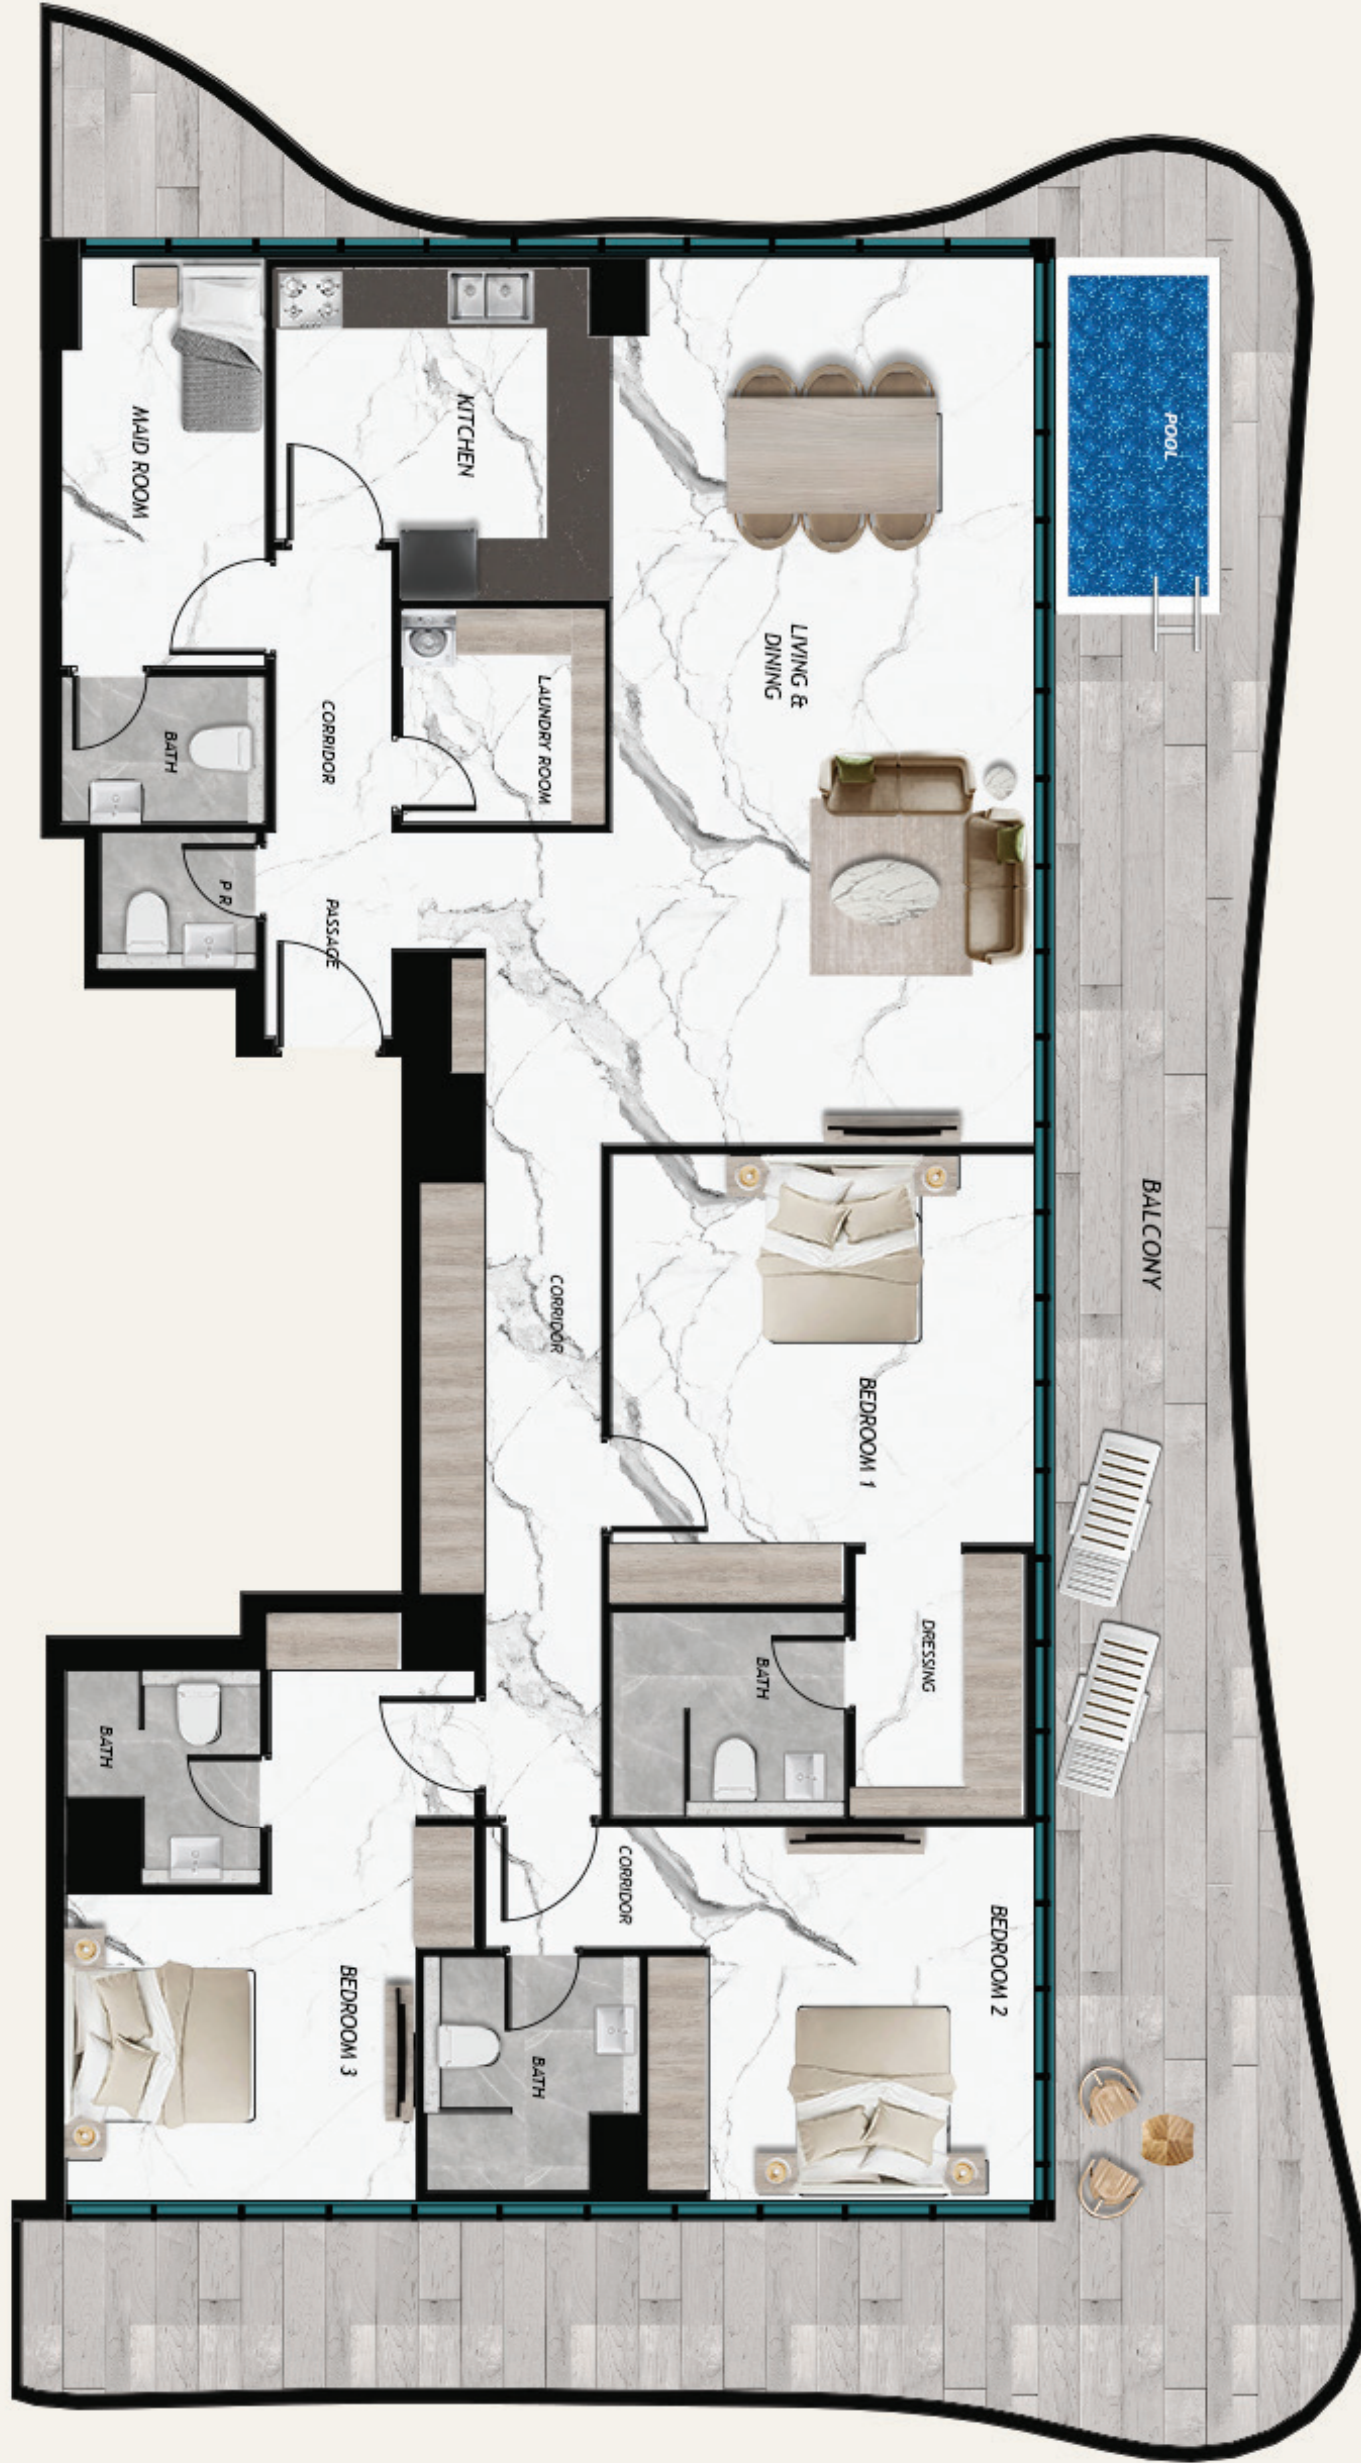 POOL
KITCHEN
MAID ROOM
LIVING &
DINING
LAUNDRY ROOM
CORRIDOR
BATH
P R
PASSAGE
BALCONY
CORRIDOR
BEDROOM 1
DRESSING
BATH
BATH
CORRIDOR
BEDROOM 2
BEDROOM 3
BATH